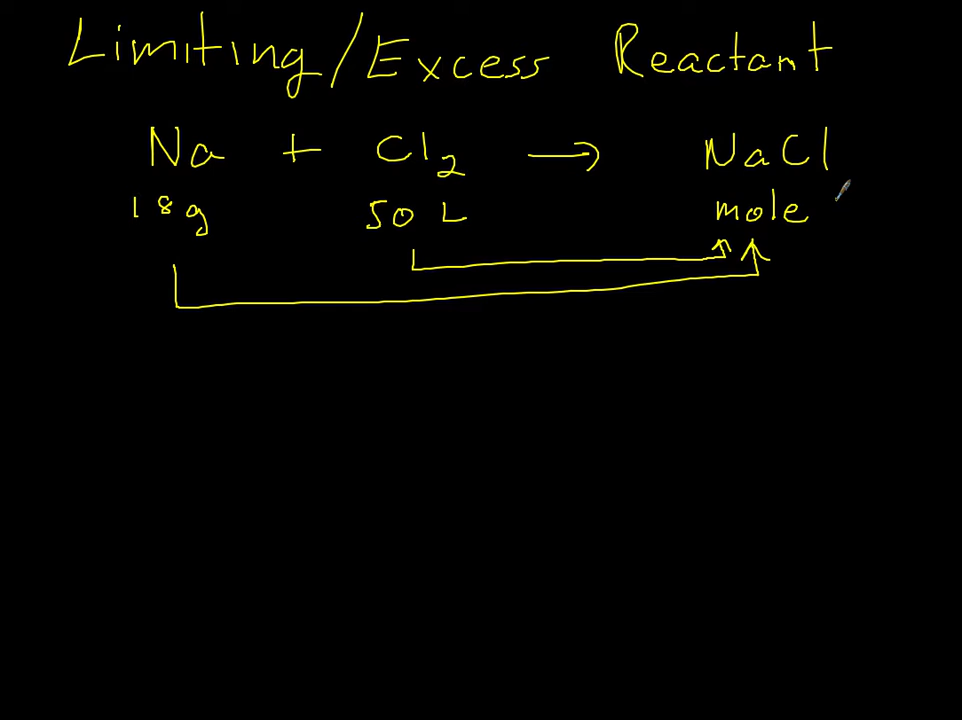 Limiting/Excess Reactant
Na + Cl₂ → NaCl
18g 50 L mole